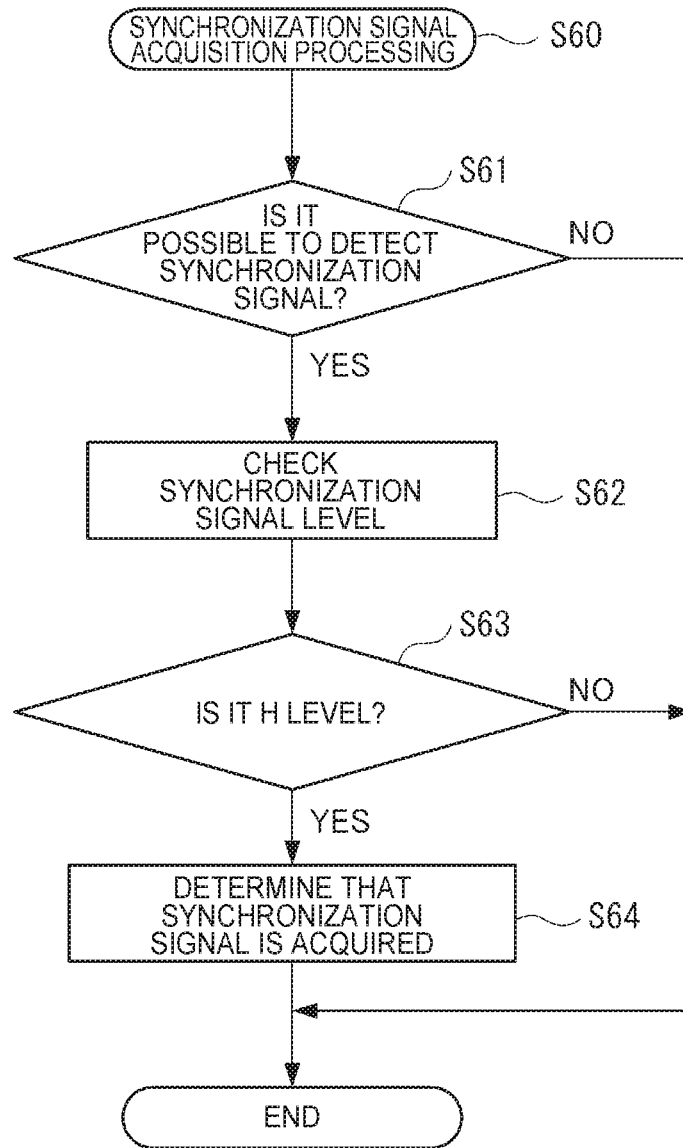 SYNCHRONIZATION SIGNAL
ACQUISITION PROCESSING
S60
S61
IS IT
POSSIBLE TO DETECT
SYNCHRONIZATION
SIGNAL?
NO
YES
CHECK
SYNCHRONIZATION
SIGNAL LEVEL
S62
S63
IS IT H LEVEL?
NO
YES
DETERMINE THAT
SYNCHRONIZATION
SIGNAL IS ACQUIRED
S64
END